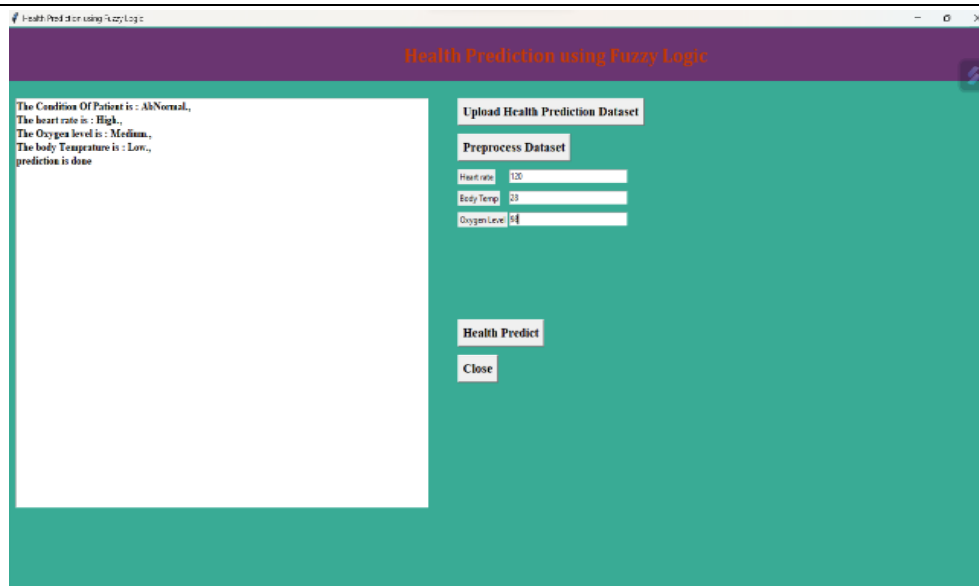 Health Prediction using Fuzzy Logic
Health Prediction using Fuzzy Logic
The Condition Of Patient is : AbNormal.,
The heart rate is : High.,
The Oxygen level is : Medium.,
The body Temprature is : Low.,
prediction is done
Upload Health Prediction Dataset
Preprocess Dataset
Heart rate 120
Body Temp
Oxygen Level
Health Predict
Close